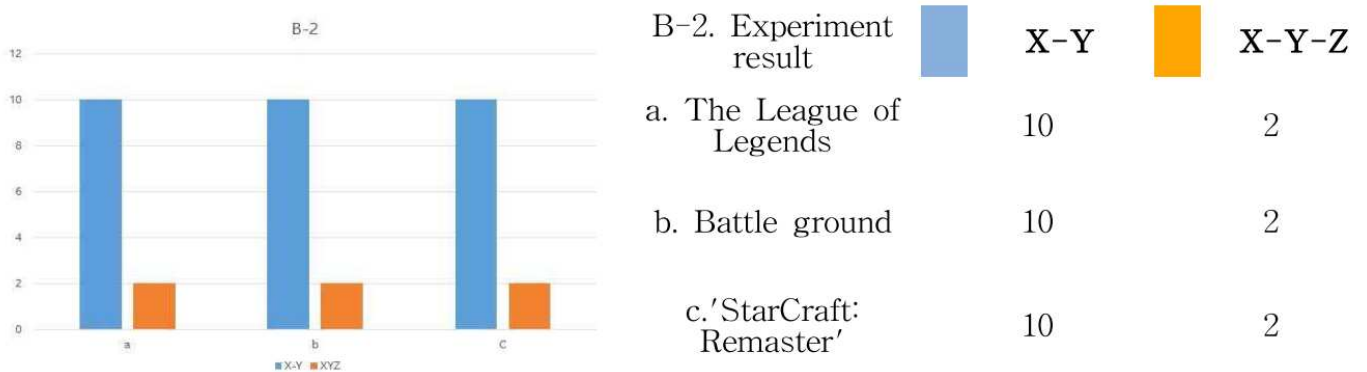 B-2
12
10
8
6
4
2
0
a b C
X-Y XYZ
B-2. Experiment
result
X-Y X-Y-Z
a. The League of
Legends
10 2
b. Battle ground
10 2
c.'StarCraft:
Remaster'
10 2